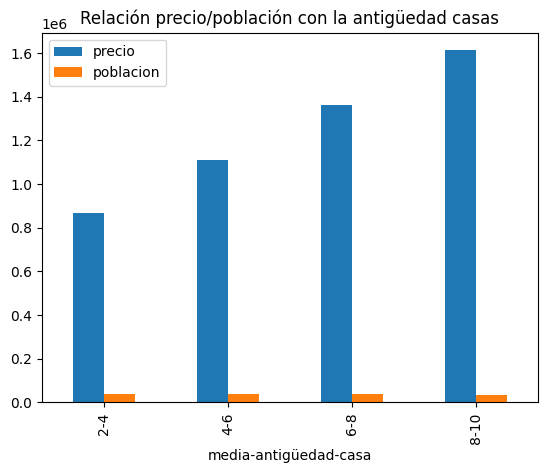 Relación precio/población con la antigüedad casas
1e6
precio
poblacion
1.6
1.4
1.2
1.0
0.8
0.6
0.4
0.2
0.0
2-4
4-6
6-8
8-10
media-antigüedad-casa